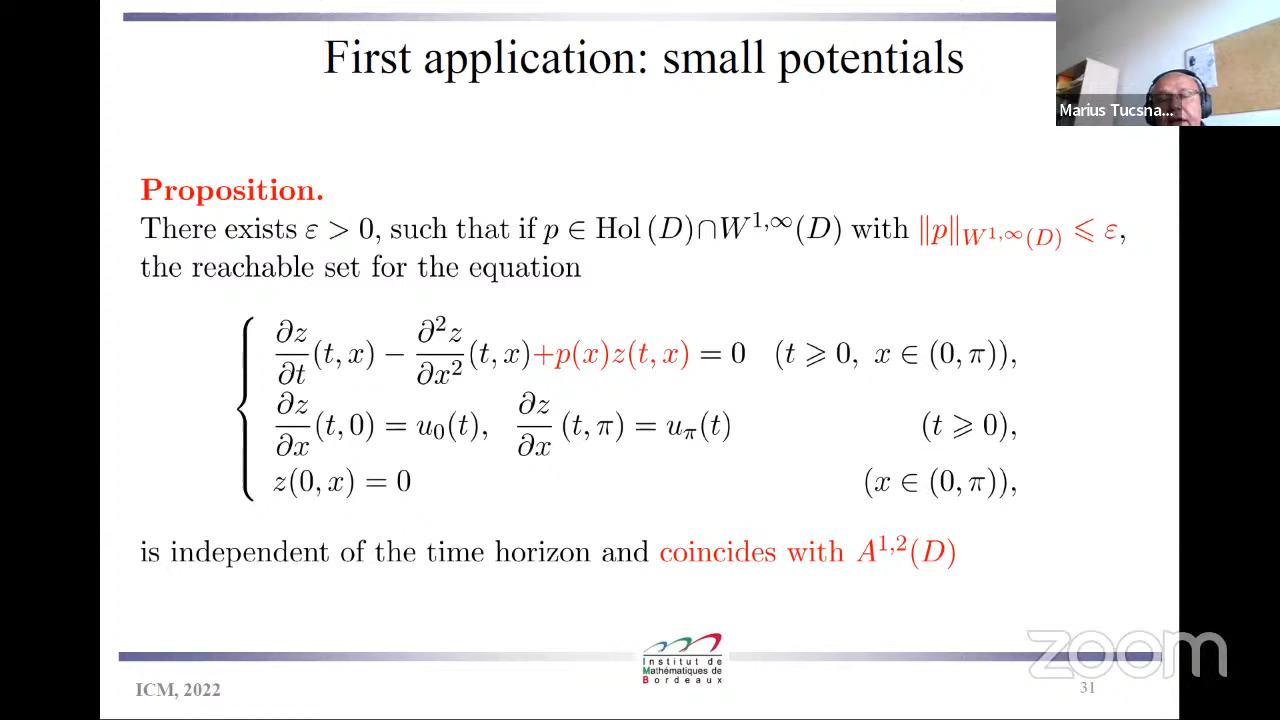 First application: small potentials
Marius Tucsna...
Proposition.
There exists ε > 0, such that if p ∈ Hol (D)∩W^{1,∞}(D) with ‖p‖_{W^{1,∞}(D)} ⩽ ε,
the reachable set for the equation
∂z/∂t (t, x) − ∂²z/∂x² (t, x)+p(x)z(t, x) = 0 (t ⩾ 0, x ∈ (0, π)),
∂z/∂x (t, 0) = u₀(t), ∂z/∂x (t, π) = u_π(t) (t ⩾ 0),
z(0, x) = 0 (x ∈ (0, π)),
is independent of the time horizon and coincides with A^{1,2}(D)
Institut de
Mathématiques de
Bordeaux
zoom
ICM, 2022
31